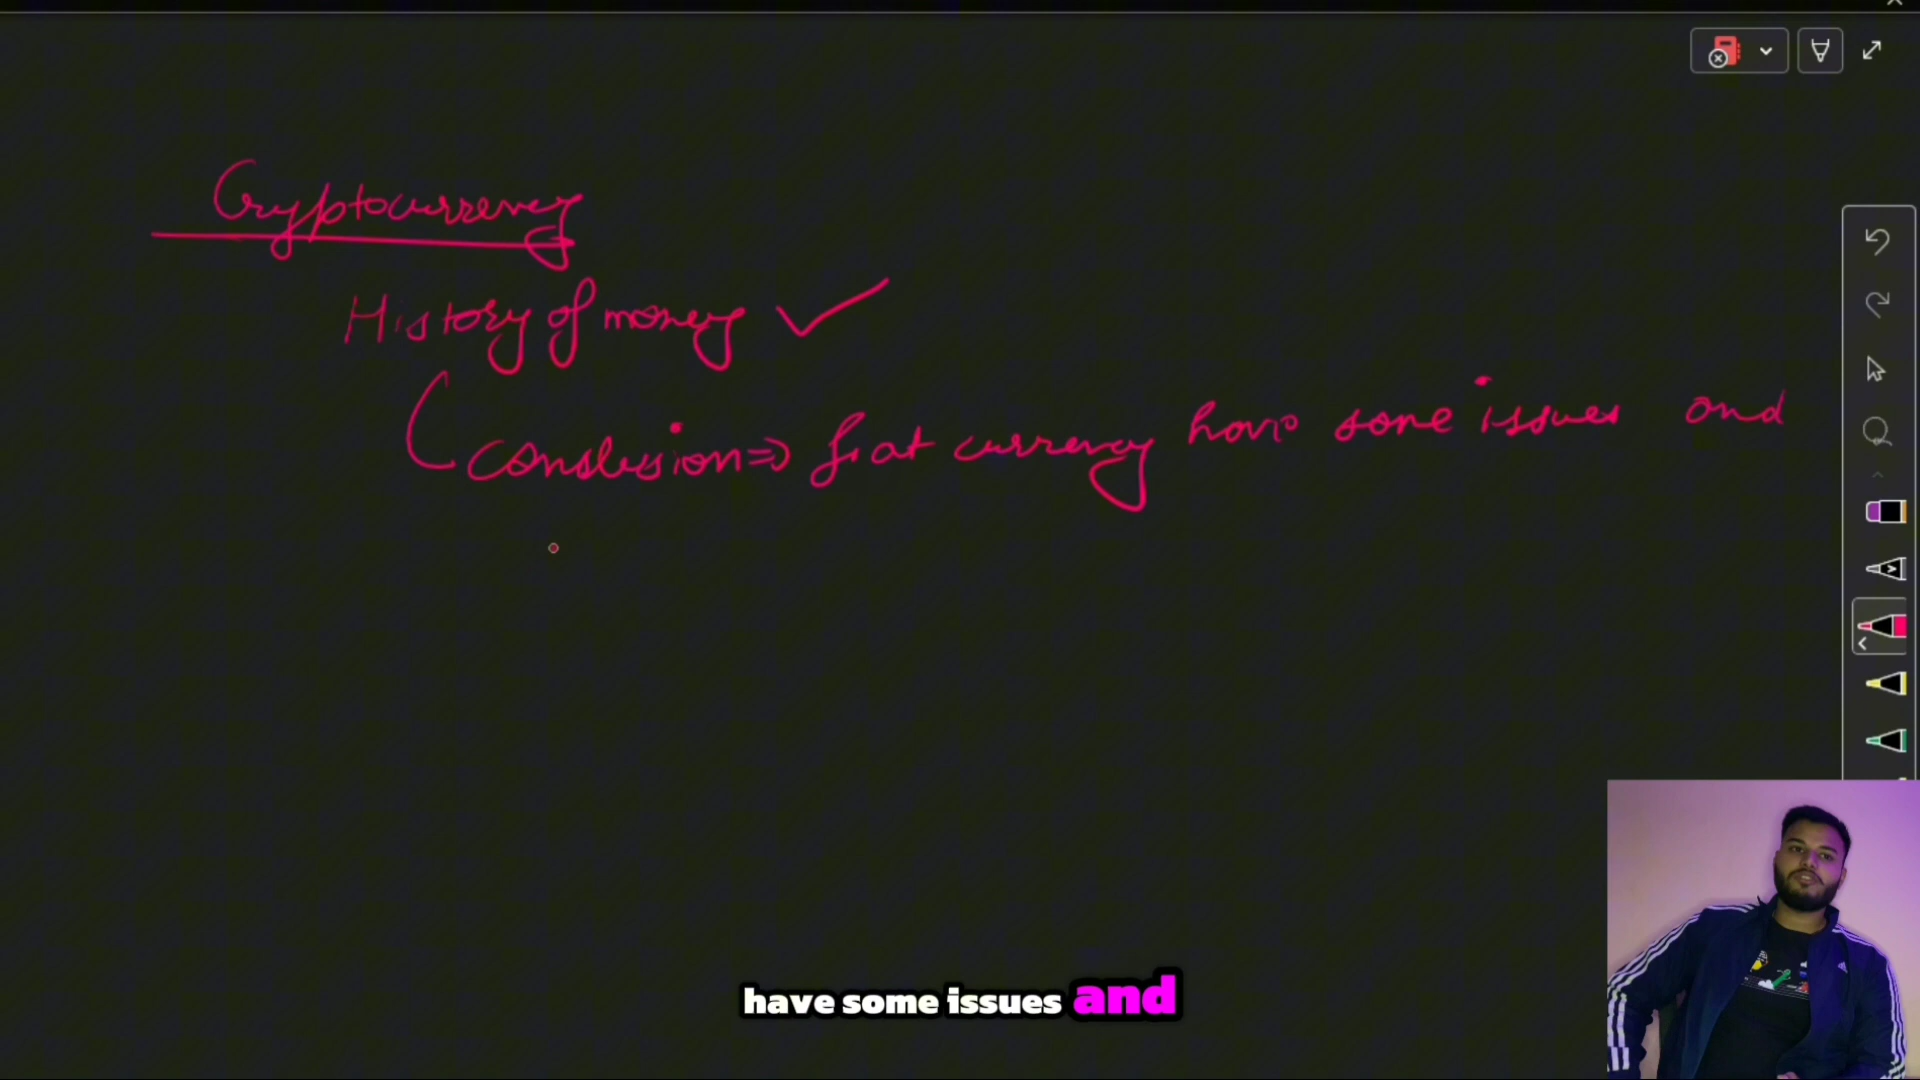 Cryptocurrency
History of money
Conclusion ⇒ fiat currency have some issues and
have some issues and